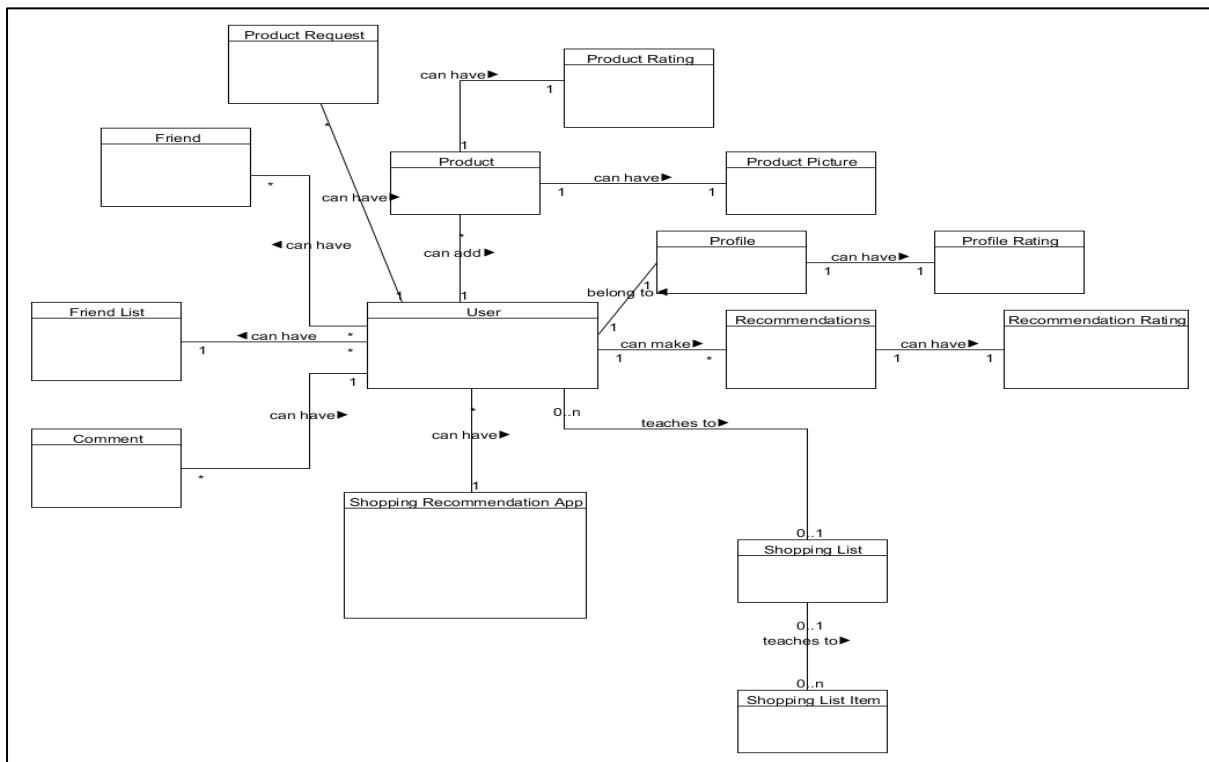 Product Request
Product Rating
can have►
1
*
1
Friend
Product
Product Picture
can have►
*
1
1
can have►
*
Profile
Profile Rating
◄can have
can add►
can have►
1
1
1
belong to◄
1
1
1
User
Friend List
Recommendations
Recommendation Rating
*
◄can have
can make►
can have►
1
*
1
*
1
1
1
*
0..n
can have►
teaches to►
Comment
can have►
*
1
Shopping Recommendation App
0..1
Shopping List
0..1
teaches to►
0..n
Shopping List Item